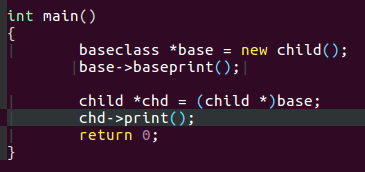 int main()
{
baseclass *base = new child();
base->baseprint();
child *chd = (child *)base;
chd->print();
return 0;
}